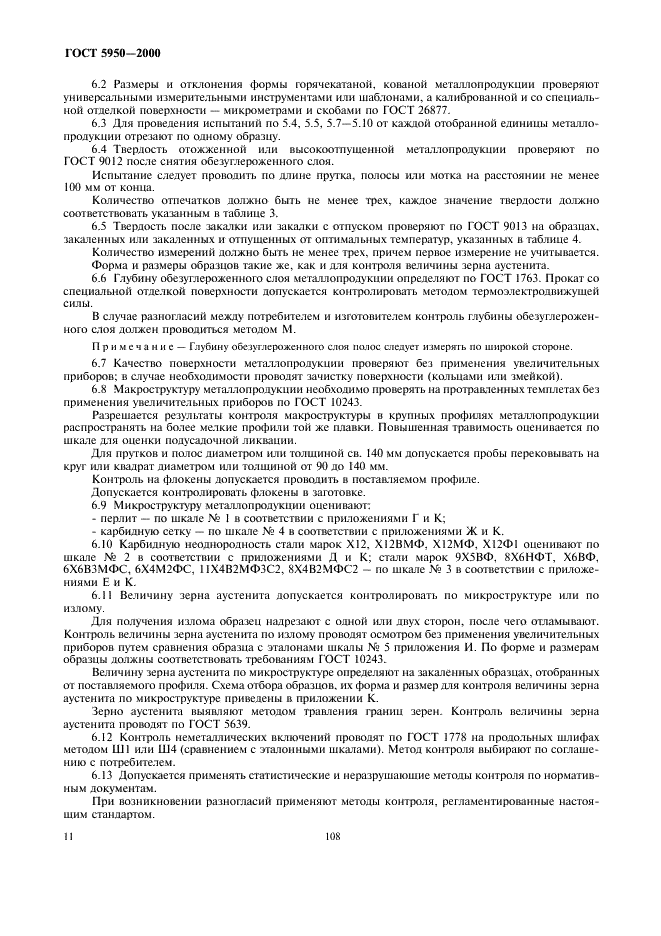 ГОСТ 5950—2000
6.2 Размеры и отклонения формы горячекатаной, кованой металлопродукции проверяют
универсальными измерительными инструментами или шаблонами, а калиброванной и со специаль-
ной отделкой поверхности — микрометрами и скобами по ГОСТ 26877.
6.3 Для проведения испытаний по 5.4, 5.5, 5.7—5.10 от каждой отобранной единицы металло-
продукции отрезают по одному образцу.
6.4 Твердость отожженной или высокоотпущенной металлопродукции проверяют по
ГОСТ 9012 после снятия обезуглероженного слоя.
Испытание следует проводить по длине прутка, полосы или мотка на расстоянии не менее
100 мм от конца.
Количество отпечатков должно быть не менее трех, каждое значение твердости должно
соответствовать указанным в таблице 3.
6.5 Твердость после закалки или закалки с отпуском проверяют по ГОСТ 9013 на образцах,
закаленных или закаленных и отпущенных от оптимальных температур, указанных в таблице 4.
Количество измерений должно быть не менее трех, причем первое измерение не учитывается.
Форма и размеры образцов такие же, как и для контроля величины зерна аустенита.
6.6 Глубину обезуглероженного слоя металлопродукции определяют по ГОСТ 1763. Прокат со
специальной отделкой поверхности допускается контролировать методом термоэлектродвижущей
силы.
В случае разногласий между потребителем и изготовителем контроль глубины обезуглерожен-
ного слоя должен проводиться методом М.
Примечание — Глубину обезуглероженного слоя полос следует измерять по широкой стороне.
6.7 Качество поверхности металлопродукции проверяют без применения увеличительных
приборов; в случае необходимости проводят зачистку поверхности (кольцами или змейкой).
6.8 Макроструктуру металлопродукции необходимо проверять на протравленных темплетах без
применения увеличительных приборов по ГОСТ 10243.
Разрешается результаты контроля макроструктуры в крупных профилях металлопродукции
распространять на более мелкие профили той же плавки. Повышенная травимость оценивается по
шкале для оценки подусадочной ликвации.
Для прутков и полос диаметром или толщиной св. 140 мм допускается пробы перековывать на
круг или квадрат диаметром или толщиной от 90 до 140 мм.
Контроль на флокены допускается проводить в поставляемом профиле.
Допускается контролировать флокены в заготовке.
6.9 Микроструктуру металлопродукции оценивают:
- перлит — по шкале № 1 в соответствии с приложениями Г и К;
- карбидную сетку — по шкале № 4 в соответствии с приложениями Ж и К.
6.10 Карбидную неоднородность стали марок Х12, Х12ВМФ, Х12МФ, Х12Ф1 оценивают по
шкале № 2 в соответствии с приложениями Д и К; стали марок 9Х5ВФ, 8Х6НФТ, Х6ВФ,
6Х6В3МФС, 6Х4М2ФС, 11Х4В2МФ3С2, 8Х4В2МФС2 — по шкале № 3 в соответствии с приложе-
ниями Е и К.
6.11 Величину зерна аустенита допускается контролировать по микроструктуре или по
излому.
Для получения излома образец надрезают с одной или двух сторон, после чего отламывают.
Контроль величины зерна аустенита по излому проводят осмотром без применения увеличительных
приборов путем сравнения образца с эталонами шкалы № 5 приложения И. По форме и размерам
образцы должны соответствовать требованиям ГОСТ 10243.
Величину зерна аустенита по микроструктуре определяют на закаленных образцах, отобранных
от поставляемого профиля. Схема отбора образцов, их форма и размер для контроля величины зерна
аустенита по микроструктуре приведены в приложении К.
Зерно аустенита выявляют методом травления границ зерен. Контроль величины зерна
аустенита проводят по ГОСТ 5639.
6.12 Контроль неметаллических включений проводят по ГОСТ 1778 на продольных шлифах
методом Ш1 или Ш4 (сравнением с эталонными шкалами). Метод контроля выбирают по соглаше-
нию с потребителем.
6.13 Допускается применять статистические и неразрушающие методы контроля по норматив-
ным документам.
При возникновении разногласий применяют методы контроля, регламентированные настоя-
щим стандартом.
11 108